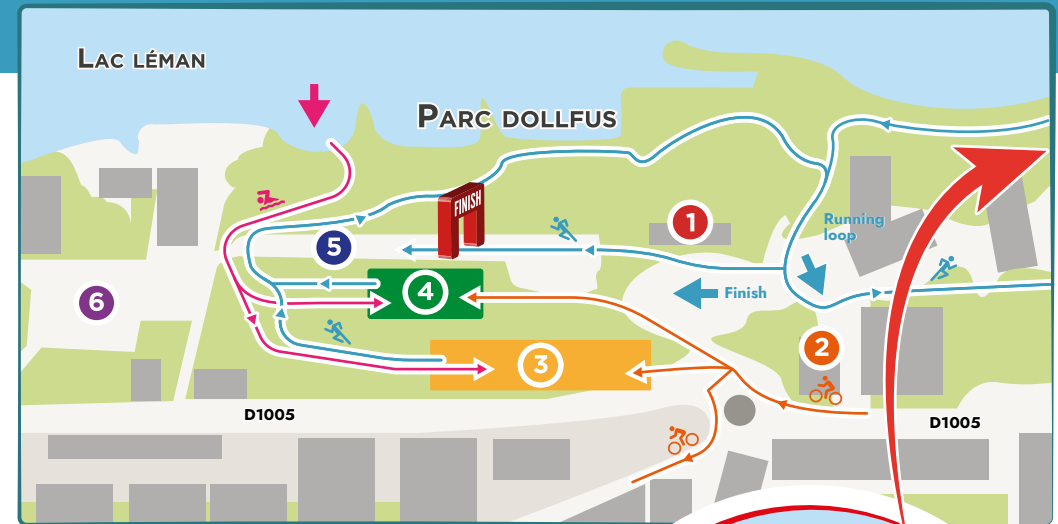 LAC LÉMAN
PARC DOLLFUS
FINISH
1
Running
loop
5
4
Finish
6
2
3
D1005
D1005